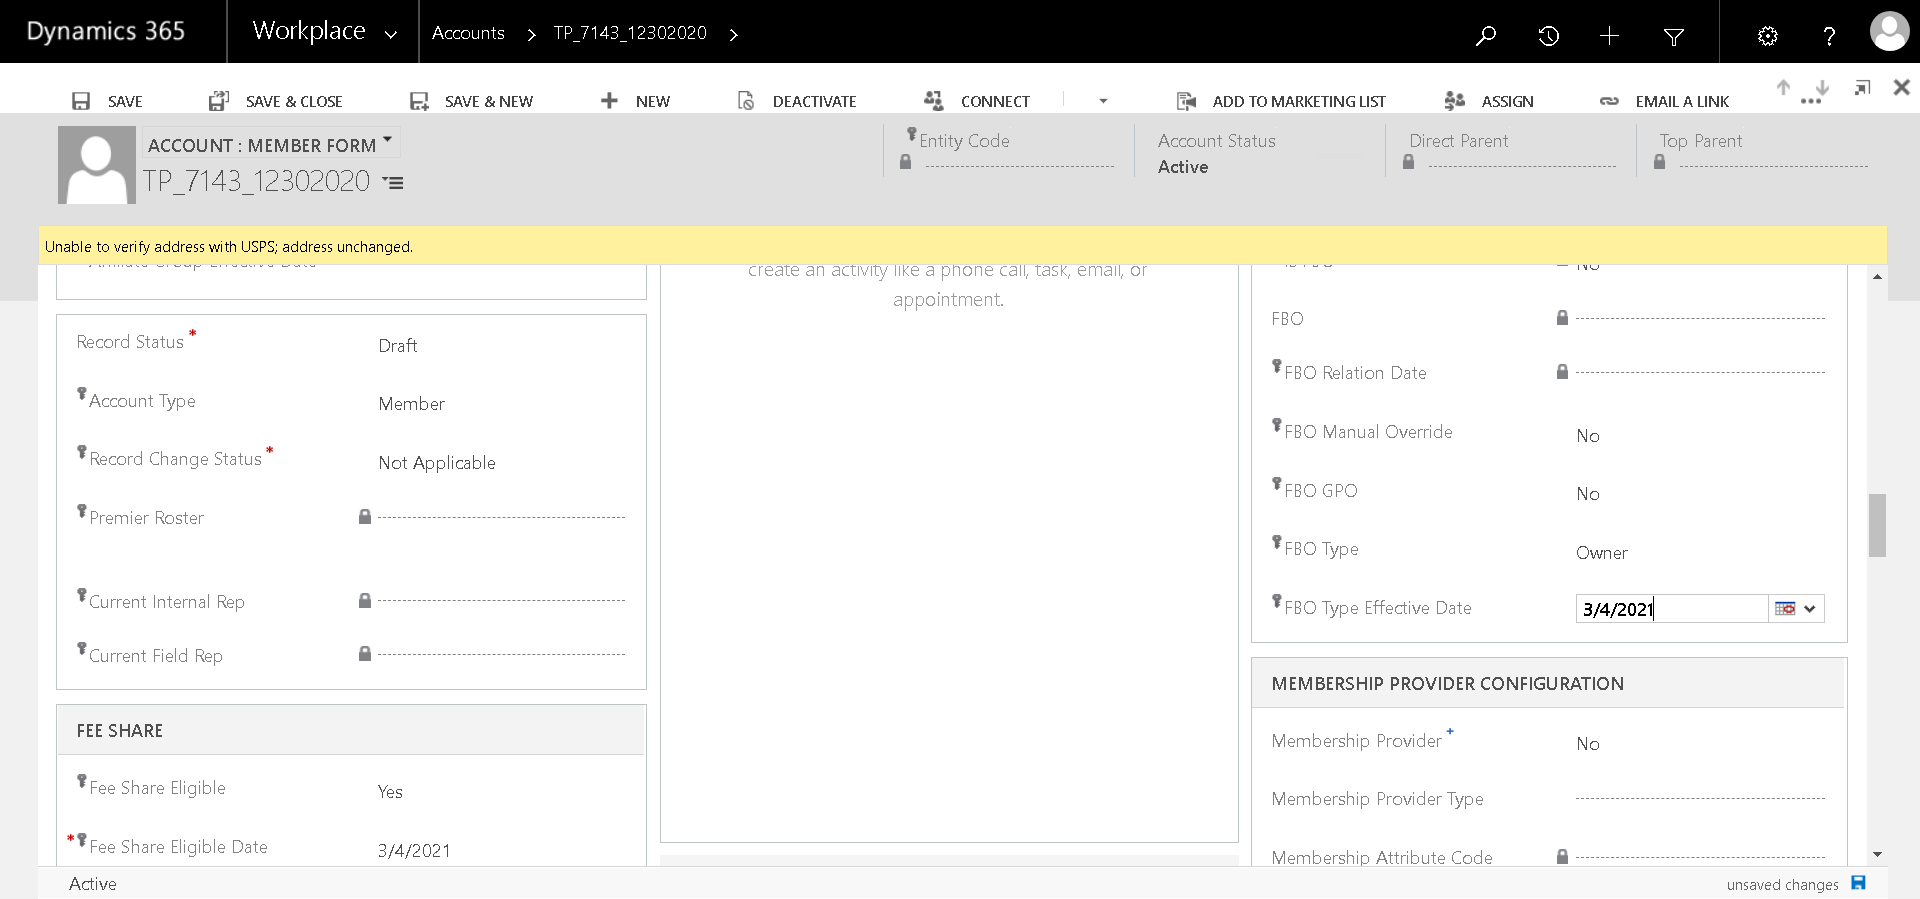 Dynamics 365
Workplace
Accounts
TP_7143_12302020
SAVE
SAVE & CLOSE
SAVE & NEW
NEW
DEACTIVATE
CONNECT
ADD TO MARKETING LIST
ASSIGN
EMAIL A LINK
ACCOUNT : MEMBER FORM
TP_7143_12302020
Entity Code
Account Status
Active
Direct Parent
Top Parent
Unable to verify address with USPS; address unchanged.
Affiliate Group Effective Date
Record Status *
Draft
Account Type
Member
Record Change Status *
Not Applicable
Premier Roster
Current Internal Rep
Current Field Rep
FEE SHARE
Fee Share Eligible
Yes
* Fee Share Eligible Date
3/4/2021
create an activity like a phone call, task, email, or
appointment.
No
FBO
FBO Relation Date
FBO Manual Override
No
FBO GPO
No
FBO Type
Owner
FBO Type Effective Date
3/4/2021
MEMBERSHIP PROVIDER CONFIGURATION
Membership Provider +
No
Membership Provider Type
Membership Attribute Code
Active
unsaved changes